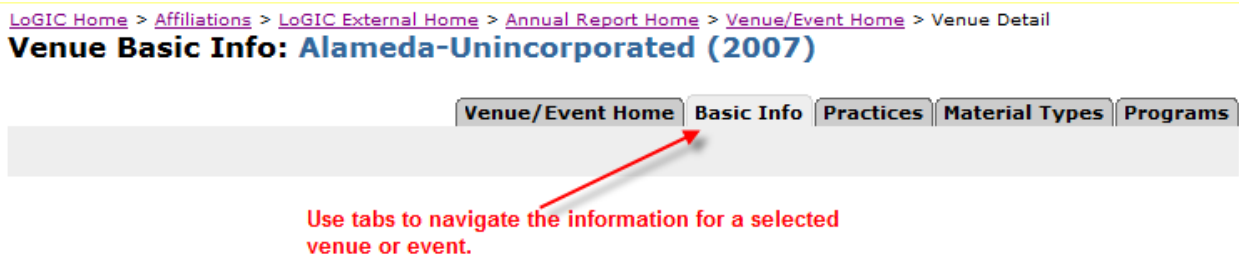 LoGIC Home > Affiliations > LoGIC External Home > Annual Report Home > Venue/Event Home > Venue Detail
Venue Basic Info: Alameda-Unincorporated (2007)
Venue/Event Home Basic Info Practices Material Types Programs
Use tabs to navigate the information for a selected
venue or event.